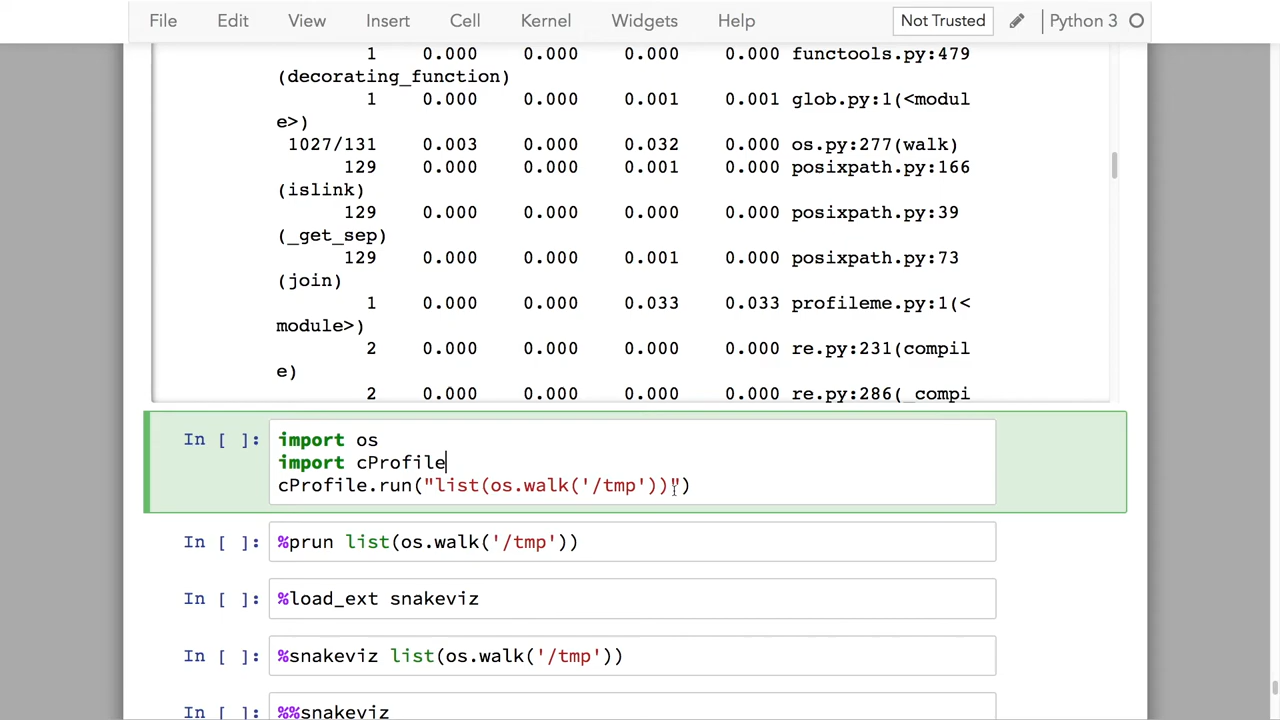 File Edit View Insert Cell Kernel Widgets Help Not Trusted Python 3
1 0.000 0.000 0.000 0.000 functools.py:479
(decorating_function)
1 0.000 0.000 0.001 0.001 glob.py:1(<modul
e>)
1027/131 0.003 0.000 0.032 0.000 os.py:277(walk)
129 0.000 0.000 0.001 0.000 posixpath.py:166
(islink)
129 0.000 0.000 0.000 0.000 posixpath.py:39
(_get_sep)
129 0.000 0.000 0.001 0.000 posixpath.py:73
(join)
1 0.000 0.000 0.033 0.033 profileme.py:1(<
module>)
2 0.000 0.000 0.000 0.000 re.py:231(compil
e)
2 0.000 0.000 0.000 0.000 re.py:286(_compi
In [ ]: import os
import cProfile
cProfile.run("list(os.walk('/tmp'))")
In [ ]: %prun list(os.walk('/tmp'))
In [ ]: %load_ext snakeviz
In [ ]: %snakeviz list(os.walk('/tmp'))
In [ ]: %%snakeviz